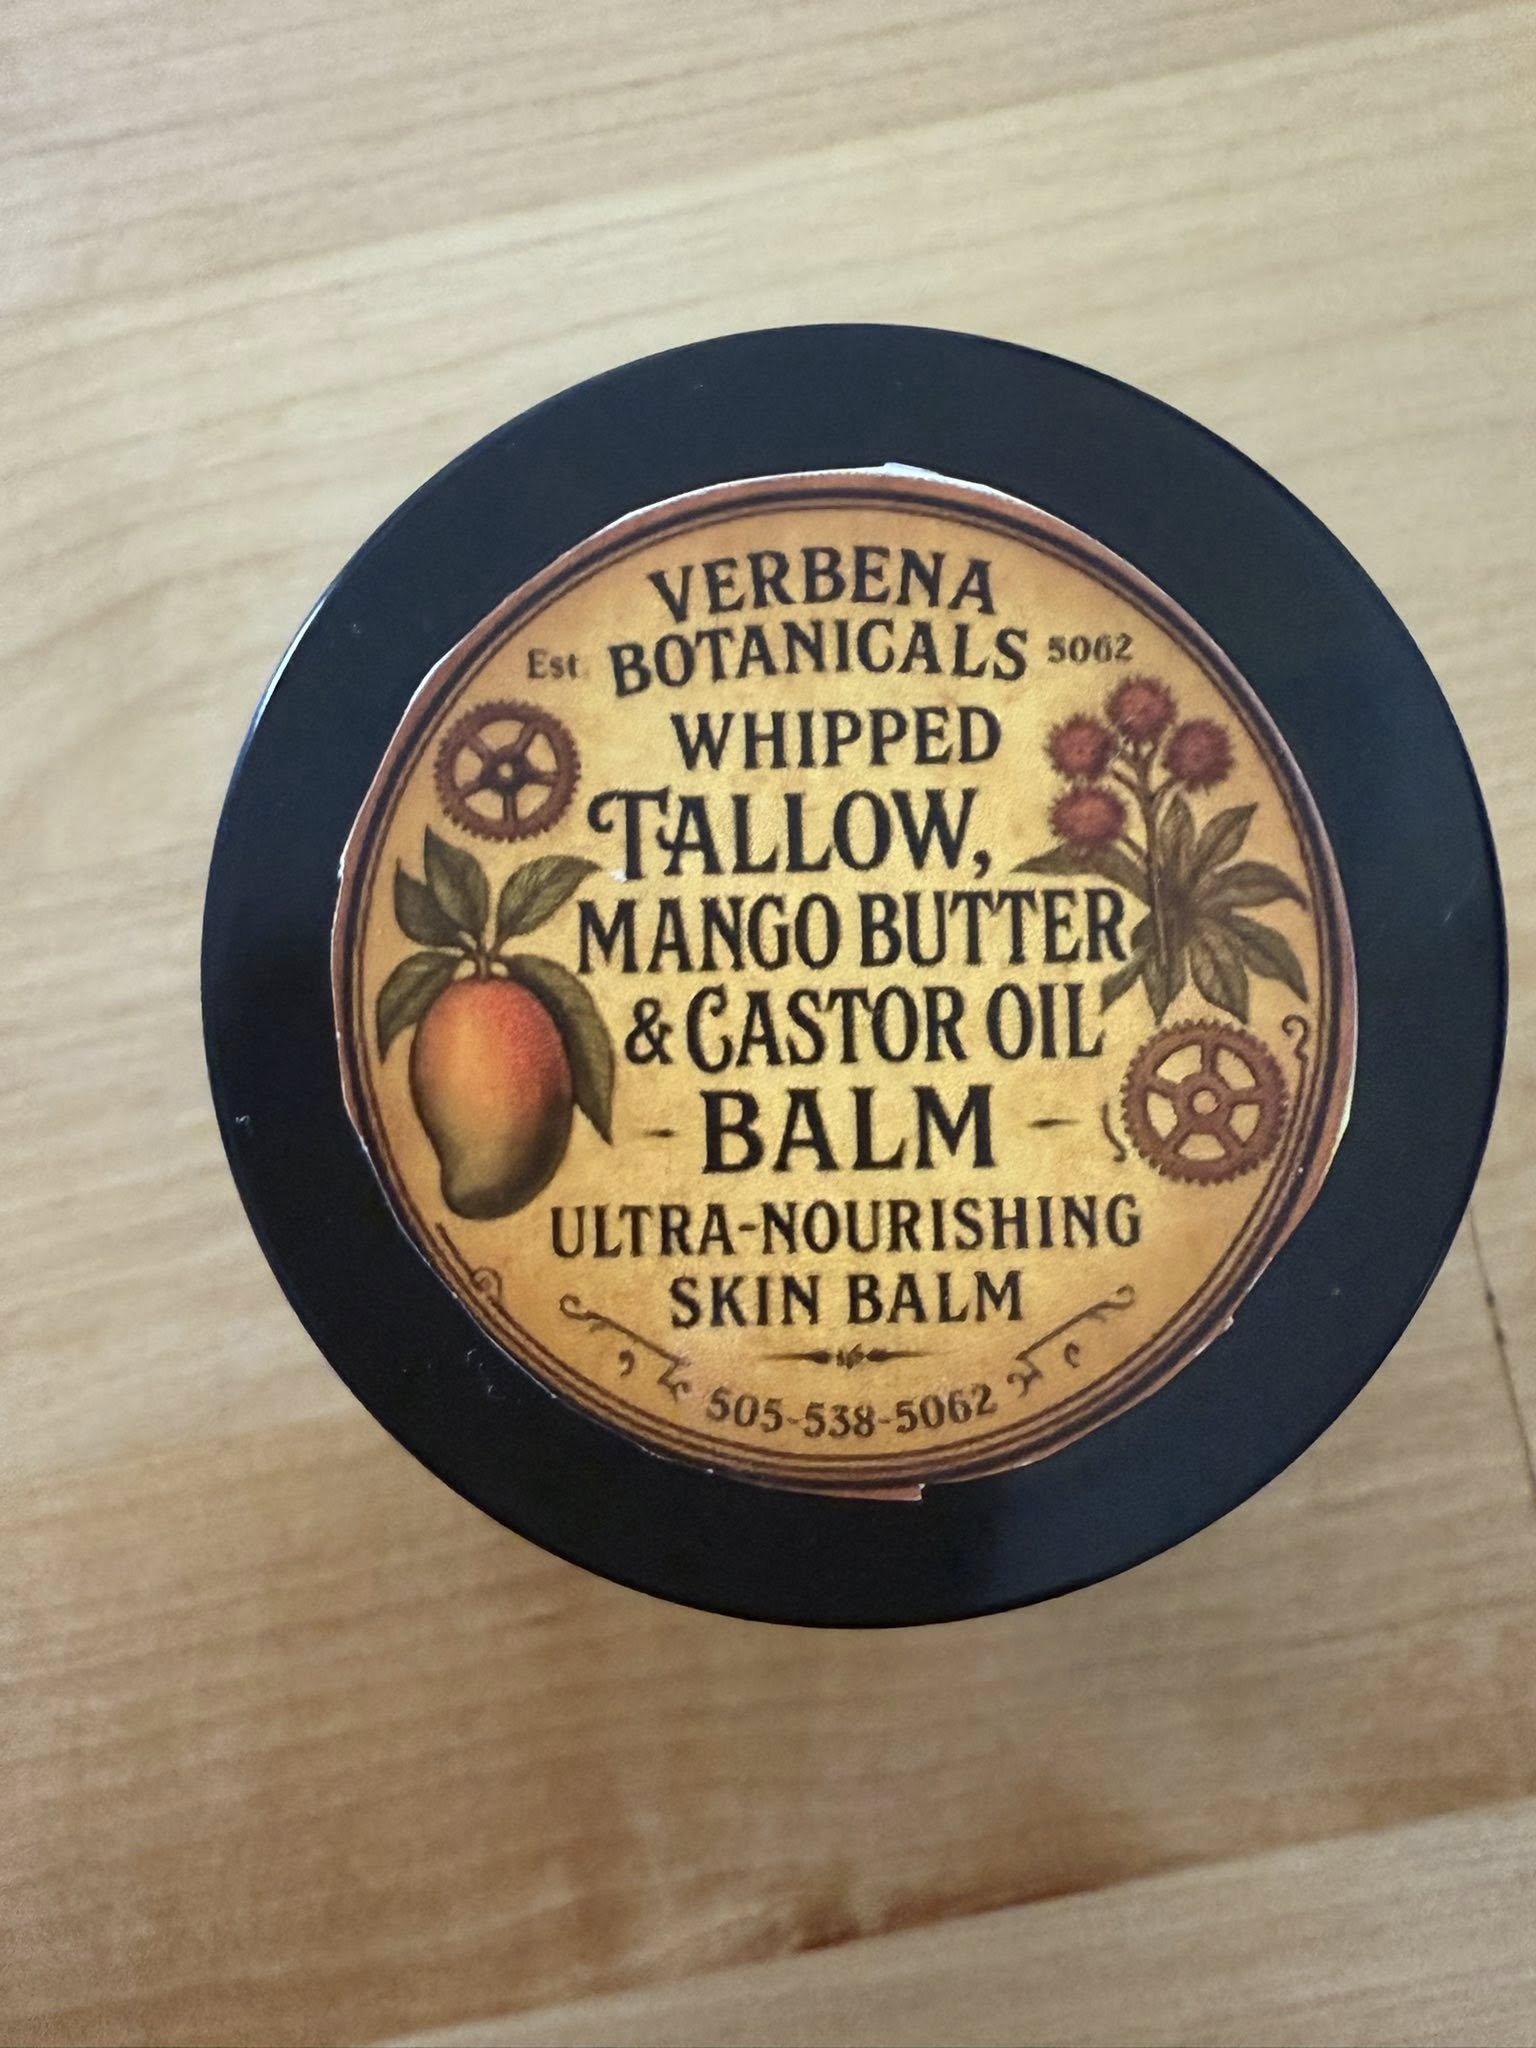 VERBENA
Est. BOTANICALS 5062
WHIPPED
TALLOW,
MANGO BUTTER
& CASTOR OIL
- BALM -
ULTRA-NOURISHING
SKIN BALM
505-538-5062